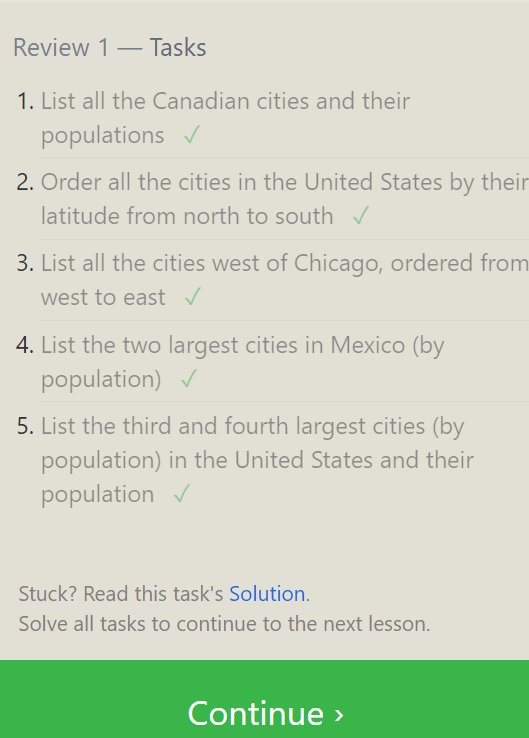 Review 1 — Tasks
1. List all the Canadian cities and their
populations ✓
2. Order all the cities in the United States by their
latitude from north to south ✓
3. List all the cities west of Chicago, ordered from
west to east ✓
4. List the two largest cities in Mexico (by
population) ✓
5. List the third and fourth largest cities (by
population) in the United States and their
population ✓
Stuck? Read this task's Solution.
Solve all tasks to continue to the next lesson.
Continue ›